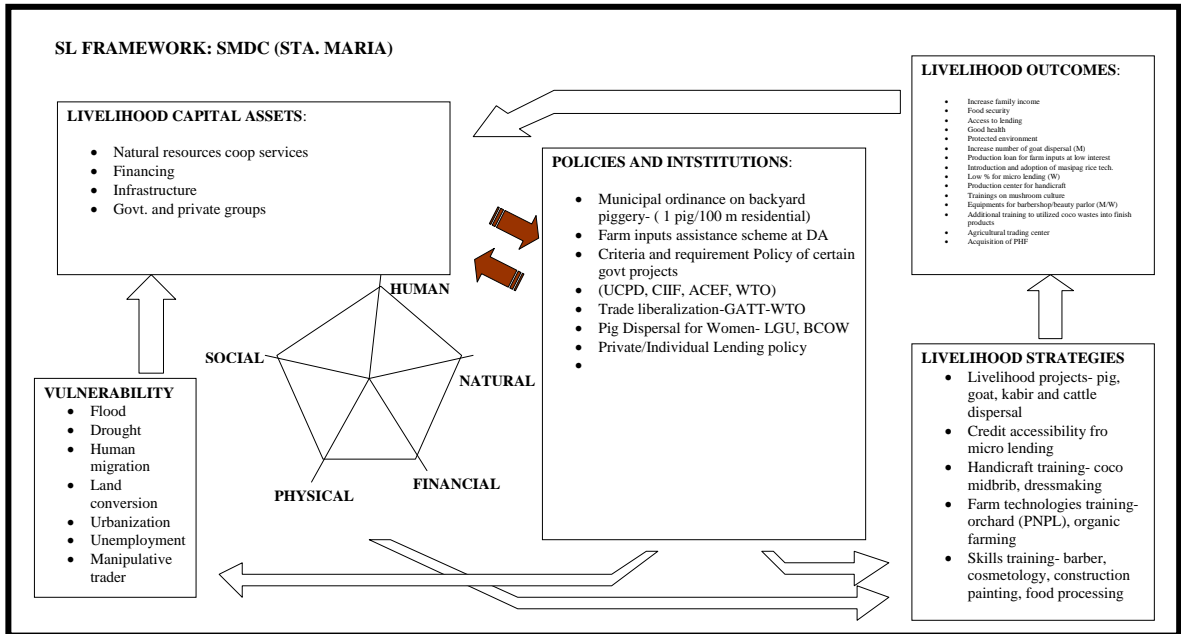 SL FRAMEWORK: SMDC (STA. MARIA)
LIVELIHOOD CAPITAL ASSETS:
• Natural resources coop services
• Financing
• Infrastructure
• Govt. and private groups
HUMAN
SOCIAL
NATURAL
PHYSICAL
FINANCIAL
VULNERABILITY
• Flood
• Drought
• Human
migration
• Land
conversion
• Urbanization
• Unemployment
• Manipulative
trader
POLICIES AND INTSTITUTIONS:
• Municipal ordinance on backyard
piggery- ( 1 pig/100 m residential)
• Farm inputs assistance scheme at DA
• Criteria and requirement Policy of certain
govt projects
• (UCPD, CIIF, ACEF, WTO)
• Trade liberalization-GATT-WTO
• Pig Dispersal for Women- LGU, BCOW
• Private/Individual Lending policy
•
LIVELIHOOD OUTCOMES:
• Increase family income
• Food security
• Access to lending
• Good health
• Protected environment
• Increase number of goat dispersal (M)
• Production loan for farm inputs at low interest
• Introduction and adoption of masipag rice tech.
• Low % for micro lending (W)
• Production center for handicraft
• Trainings on mushroom culture
• Equipments for barbershop/beauty parlor (M/W)
• Additional training to utilized coco wastes into finish
products
• Agricultural trading center
• Acquisition of PHF
LIVELIHOOD STRATEGIES
• Livelihood projects- pig,
goat, kabir and cattle
dispersal
• Credit accessibility fro
micro lending
• Handicraft training- coco
midbrib, dressmaking
• Farm technologies training-
orchard (PNPL), organic
farming
• Skills training- barber,
cosmetology, construction
painting, food processing